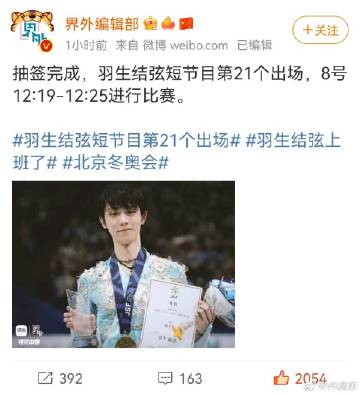 界外编辑部
1小时前 来自 微博 weibo.com 已编辑
+关注
抽签完成，羽生结弦短节目第21个出场，8号
12:19-12:25进行比赛。
#羽生结弦短节目第21个出场# #羽生结弦上
班了# #北京冬奥会#
392
163
2054